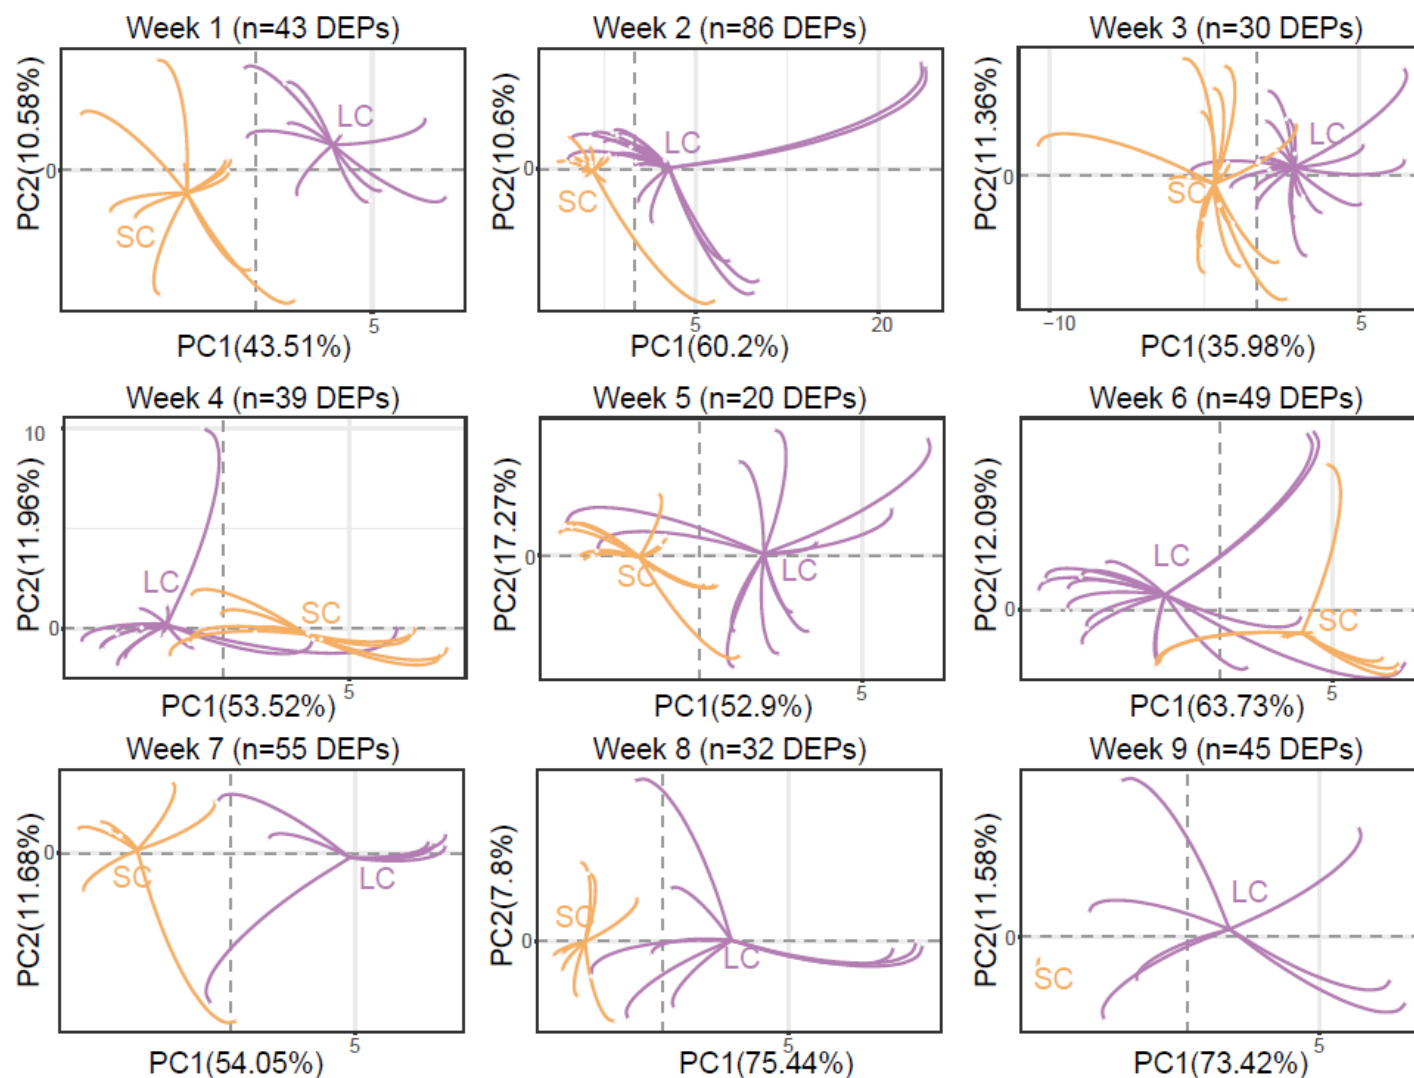 Week 1 (n=43 DEPs)
PC2(10.58%)
0
LC
SC
5
PC1(43.51%)
Week 2 (n=86 DEPs)
PC2(10.6%)
0
LC
SC
5
20
PC1(60.2%)
Week 3 (n=30 DEPs)
PC2(11.36%)
0
LC
SC
−10
5
PC1(35.98%)
Week 4 (n=39 DEPs)
PC2(11.96%)
10
0
LC
SC
5
PC1(53.52%)
Week 5 (n=20 DEPs)
PC2(17.27%)
0
SC
LC
5
PC1(52.9%)
Week 6 (n=49 DEPs)
PC2(12.09%)
0
LC
SC
5
PC1(63.73%)
Week 7 (n=55 DEPs)
PC2(11.68%)
0
SC
LC
5
PC1(54.05%)
Week 8 (n=32 DEPs)
PC2(7.8%)
0
SC
LC
5
PC1(75.44%)
Week 9 (n=45 DEPs)
PC2(11.58%)
0
LC
SC
5
PC1(73.42%)